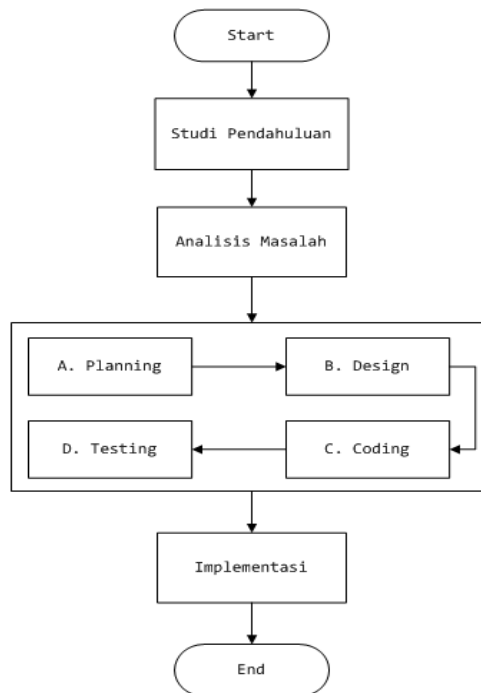 Start
Studi Pendahuluan
Analisis Masalah
A. Planning
B. Design
D. Testing
C. Coding
Implementasi
End